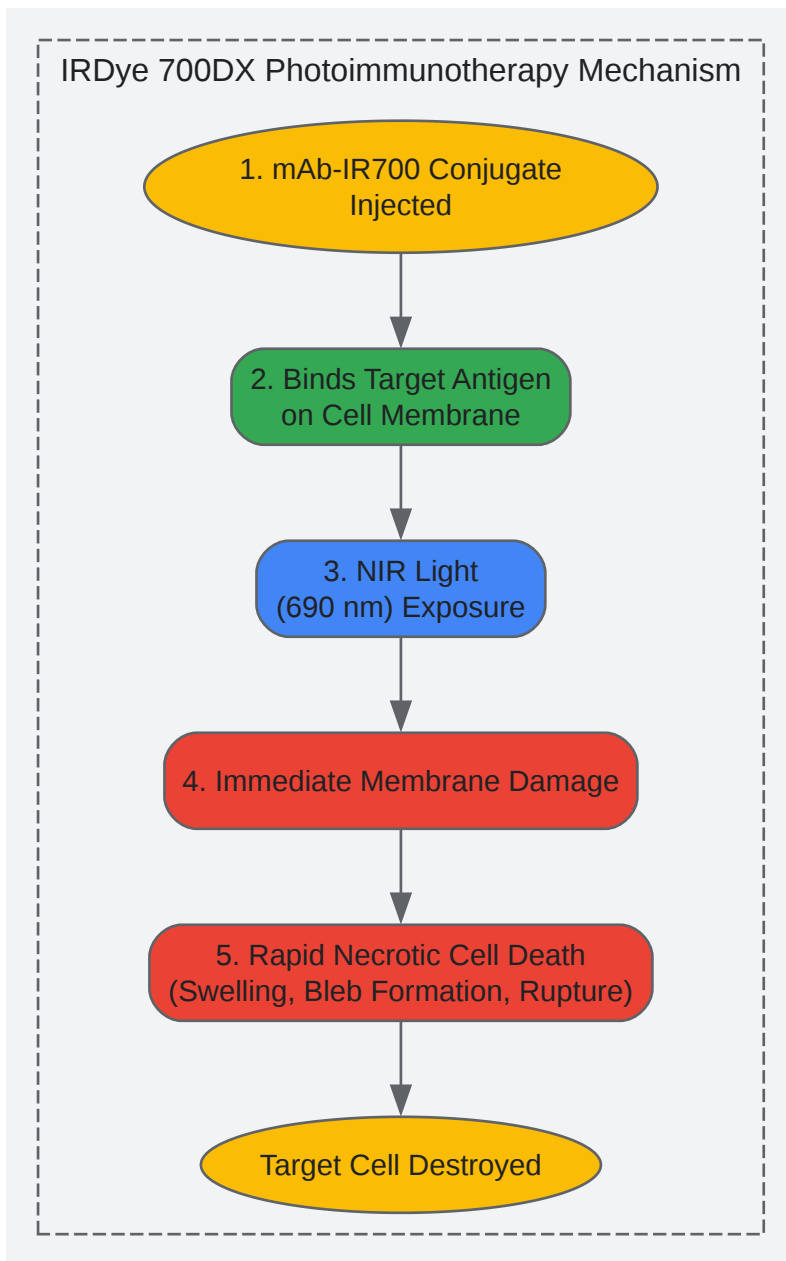 IRDye 700DX Photoimmunotherapy Mechanism
1. mAb-IR700 Conjugate
Injected
2. Binds Target Antigen
on Cell Membrane
3. NIR Light
(690 nm) Exposure
4. Immediate Membrane Damage
5. Rapid Necrotic Cell Death
(Swelling, Bleb Formation, Rupture)
Target Cell Destroyed